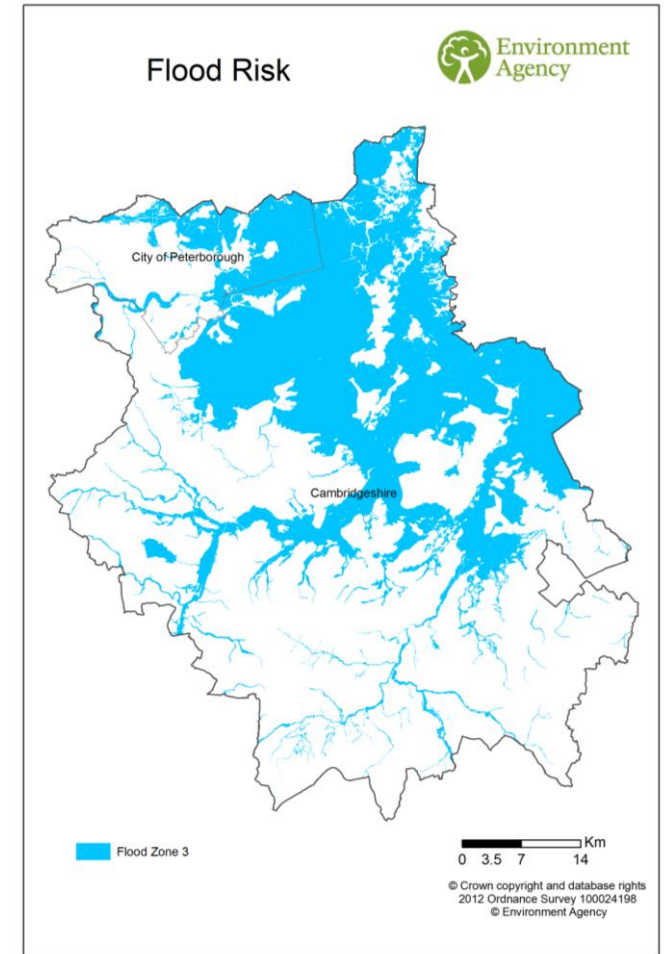 Flood Risk
Environment
Agency
City of Peterborough
Cambridgeshire
Flood Zone 3
Km
0 3.5 7 14
© Crown copyright and database rights
2012 Ordnance Survey 100024198
© Environment Agency